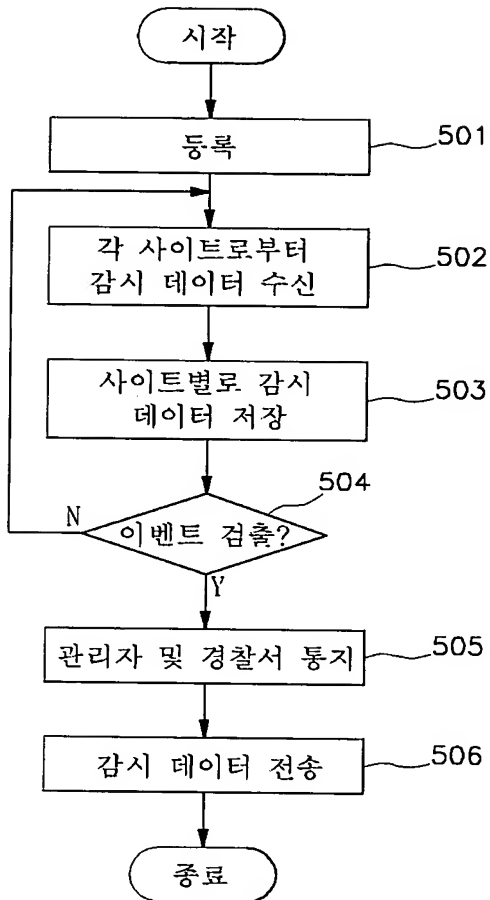 시작
등록
501
각 사이트로부터
감시 데이터 수신
502
사이트별로 감시
데이터 저장
503
504
이벤트 검출?
N
Y
관리자 및 경찰서 통지
505
감시 데이터 전송
506
종료